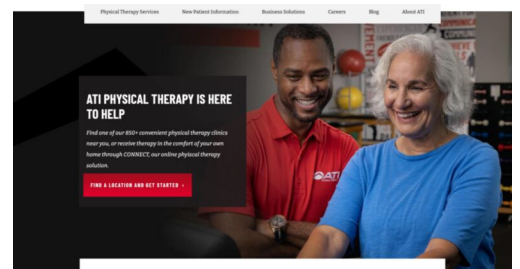 Physical Therapy Services New Patient Information Business Solutions Careers Blog About ATI
ATI PHYSICAL THERAPY IS HERE
TO HELP
Find one of our 850+ convenient physical therapy clinics
near you, or receive therapy in the comfort of your own
home through CONNECT, our online physical therapy
solution.
FIND A LOCATION AND GET STARTED
ATI